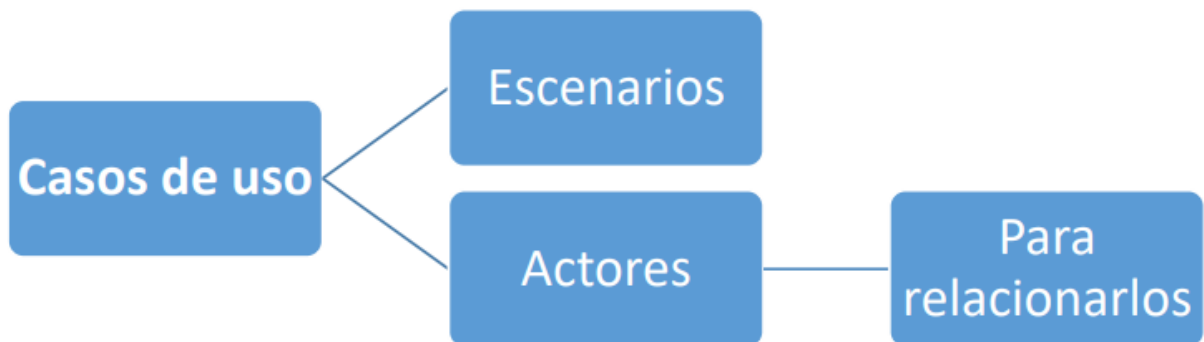 Casos de uso
Escenarios
Actores
Para
relacionarlos